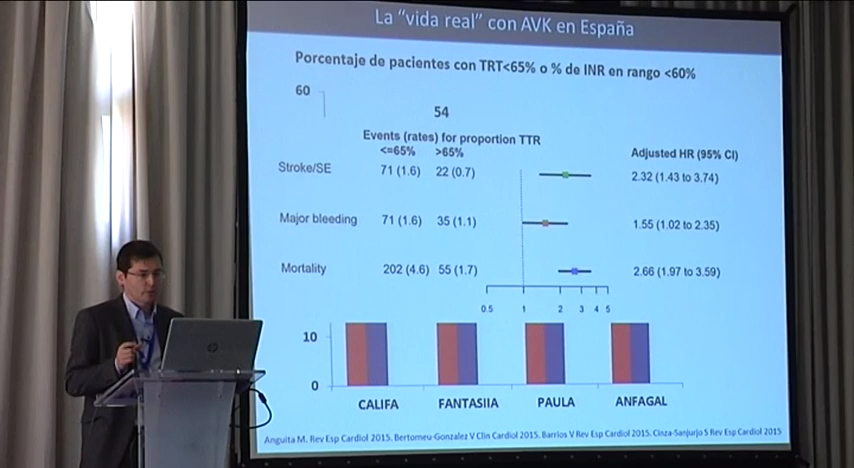 La “vida real” con AVK en España
Porcentaje de pacientes con TRT<65% o % de INR en rango <60%
60
54
Events (rates) for proportion TTR
<=65% >65%
Adjusted HR (95% CI)
Stroke/SE 71 (1.6) 22 (0.7) 2.32 (1.43 to 3.74)
Major bleeding 71 (1.6) 35 (1.1) 1.55 (1.02 to 2.35)
Mortality 202 (4.6) 55 (1.7) 2.66 (1.97 to 3.59)
0.5 1 2 3 4 5
10
0
CALIFA FANTASIIA PAULA ANFAGAL
Anguita M. Rev Esp Cardiol 2015. Bertomeu-Gonzalez V Clin Cardiol 2015. Barrios V Rev Esp Cardiol 2015. Cinza-Sanjurjo S Rev Esp Cardiol 2015
hp